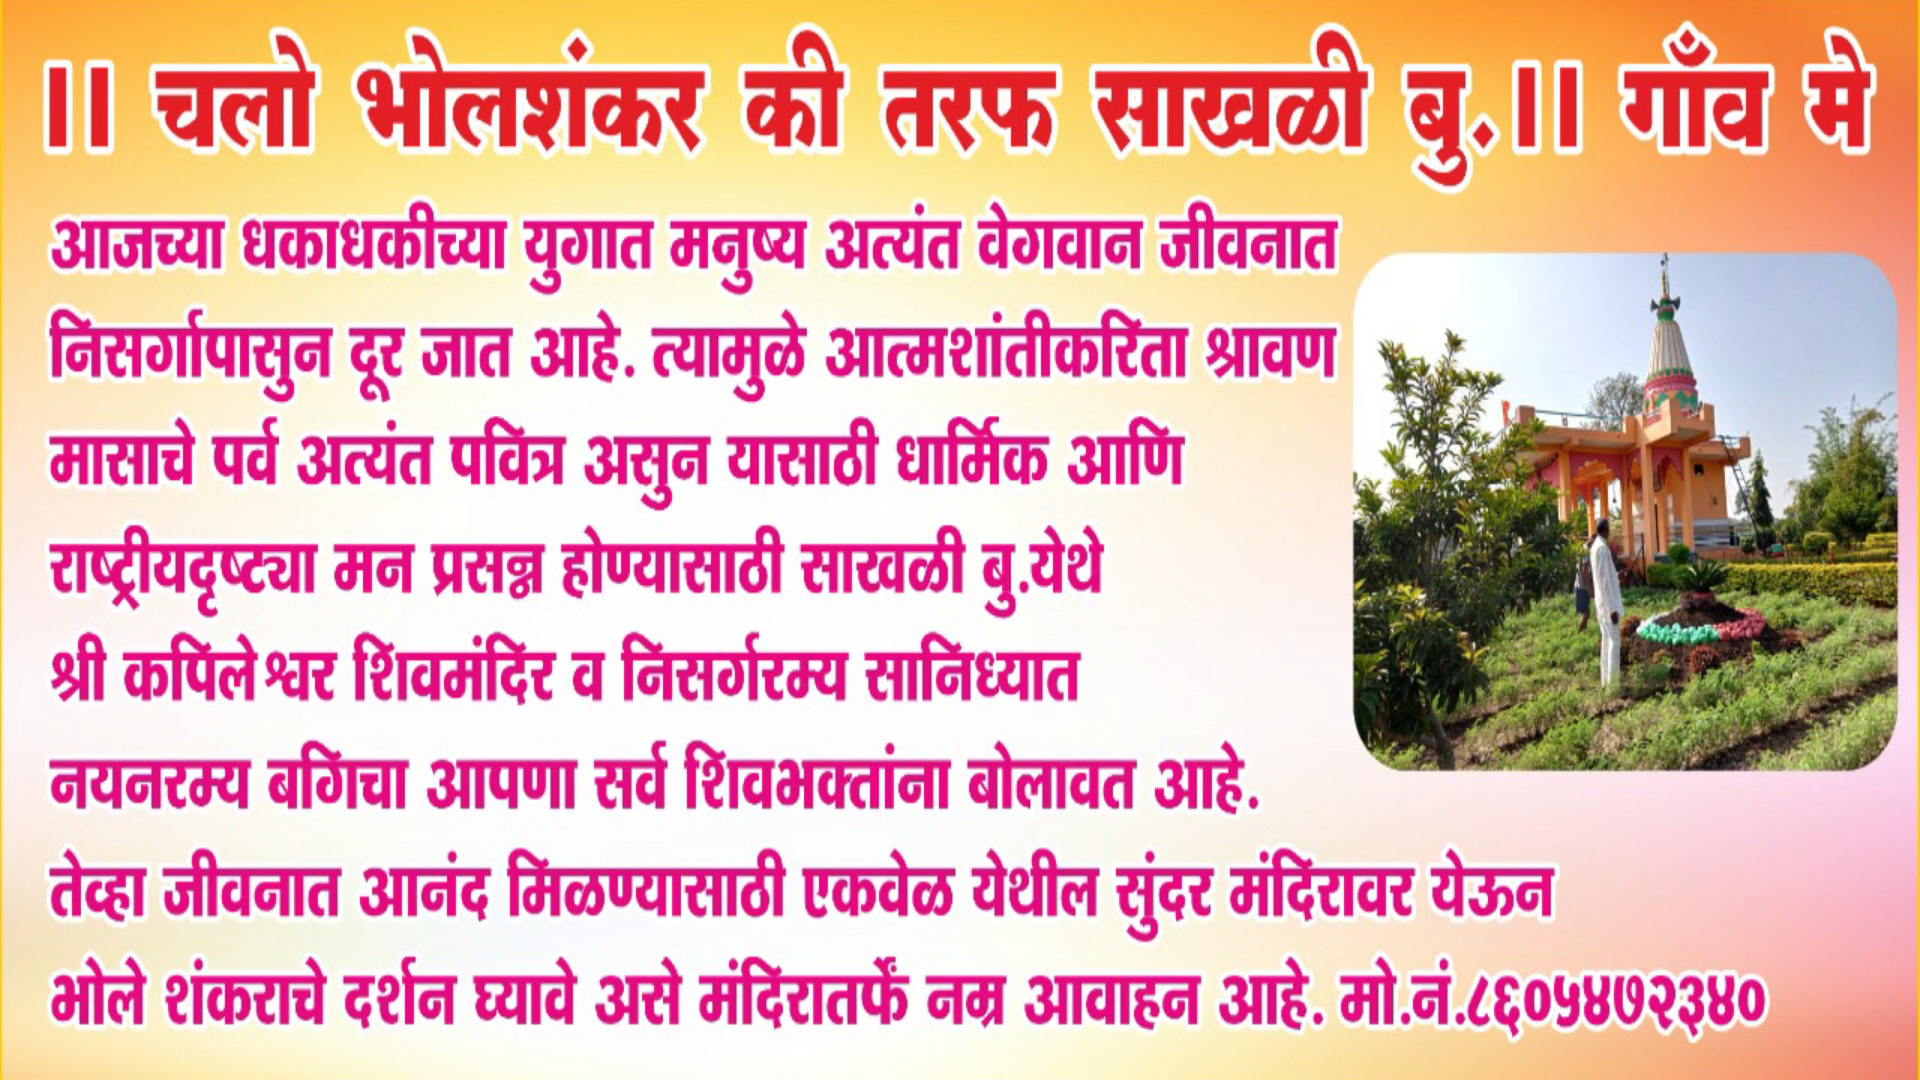 ।। चलो भोलशंकर की तरफ साखळी बु.।। गाँव मे
आजच्या धकाधकीच्या युगात मनुष्य अत्यंत वेगवान जीवनात
निसर्गापासुन दूर जात आहे. त्यामुळे आत्मशांतीकरिता श्रावण
मासाचे पर्व अत्यंत पवित्र असुन यासाठी धार्मिक आणि
राष्ट्रीयदृष्ट्या मन प्रसन्न होण्यासाठी साखळी बु.येथे
श्री कपिलेश्वर शिवमंदिर व निसर्गरम्य सानिध्यात
नयनरम्य बगिचा आपणा सर्व शिवभक्तांना बोलावत आहे.
तेव्हा जीवनात आनंद मिळण्यासाठी एकवेळ येथील सुंदर मंदिरावर येऊन
भोले शंकराचे दर्शन घ्यावे असे मंदिरातर्फे नम्र आवाहन आहे. मो.नं.८६०५४७२३४०